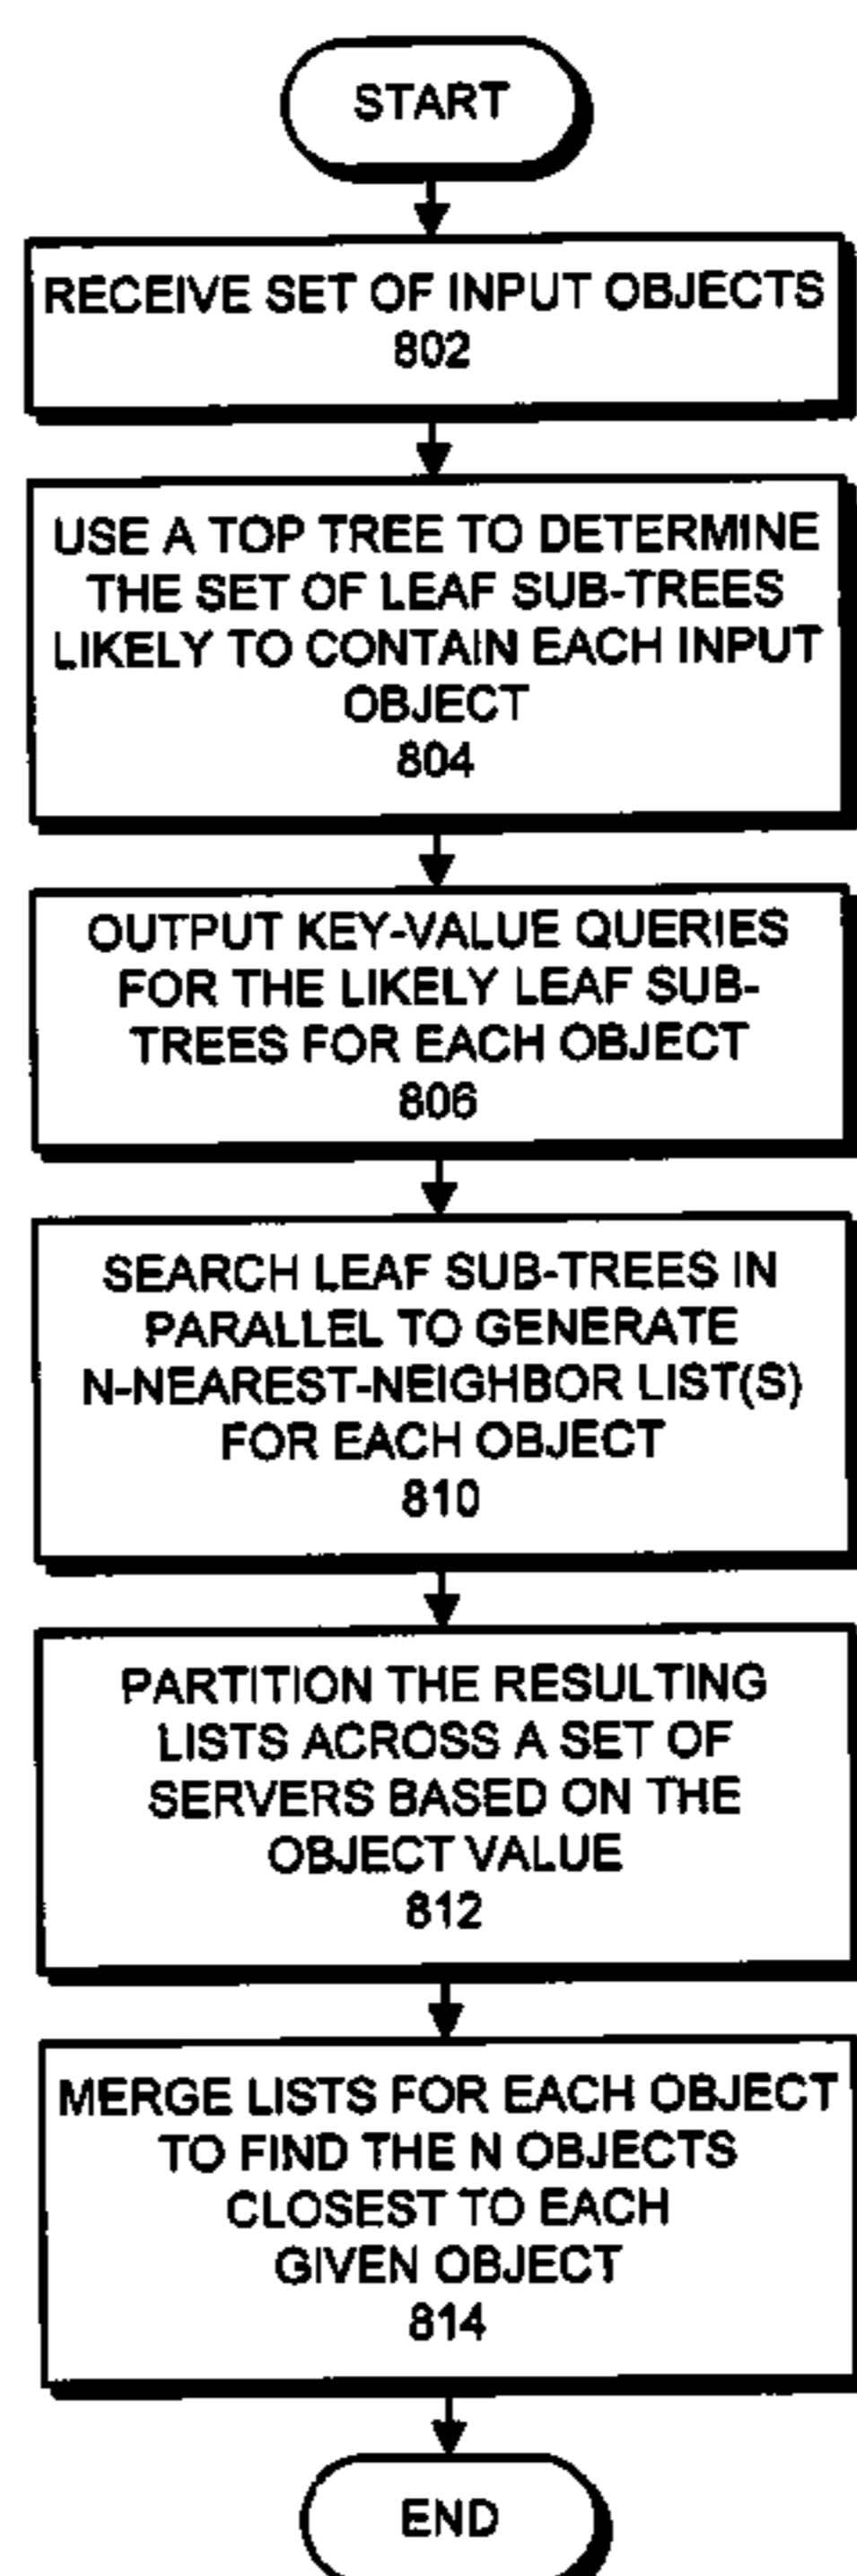 START
RECEIVE SET OF INPUT OBJECTS
802
USE A TOP TREE TO DETERMINE
THE SET OF LEAF SUB-TREES
LIKELY TO CONTAIN EACH INPUT
OBJECT
804
OUTPUT KEY-VALUE QUERIES
FOR THE LIKELY LEAF SUB-
TREES FOR EACH OBJECT
806
SEARCH LEAF SUB-TREES IN
PARALLEL TO GENERATE
N-NEAREST-NEIGHBOR LIST(S)
FOR EACH OBJECT
810
PARTITION THE RESULTING
LISTS ACROSS A SET OF
SERVERS BASED ON THE
OBJECT VALUE
812
MERGE LISTS FOR EACH OBJECT
TO FIND THE N OBJECTS
CLOSEST TO EACH
GIVEN OBJECT
814
END